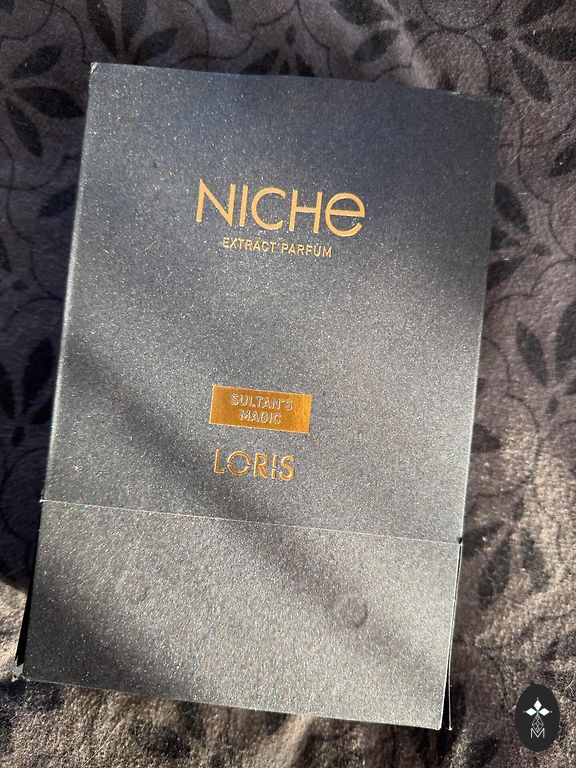 NICHe
EXTRACT PARFUM
SULTAN'S
MAGIC
LORIS